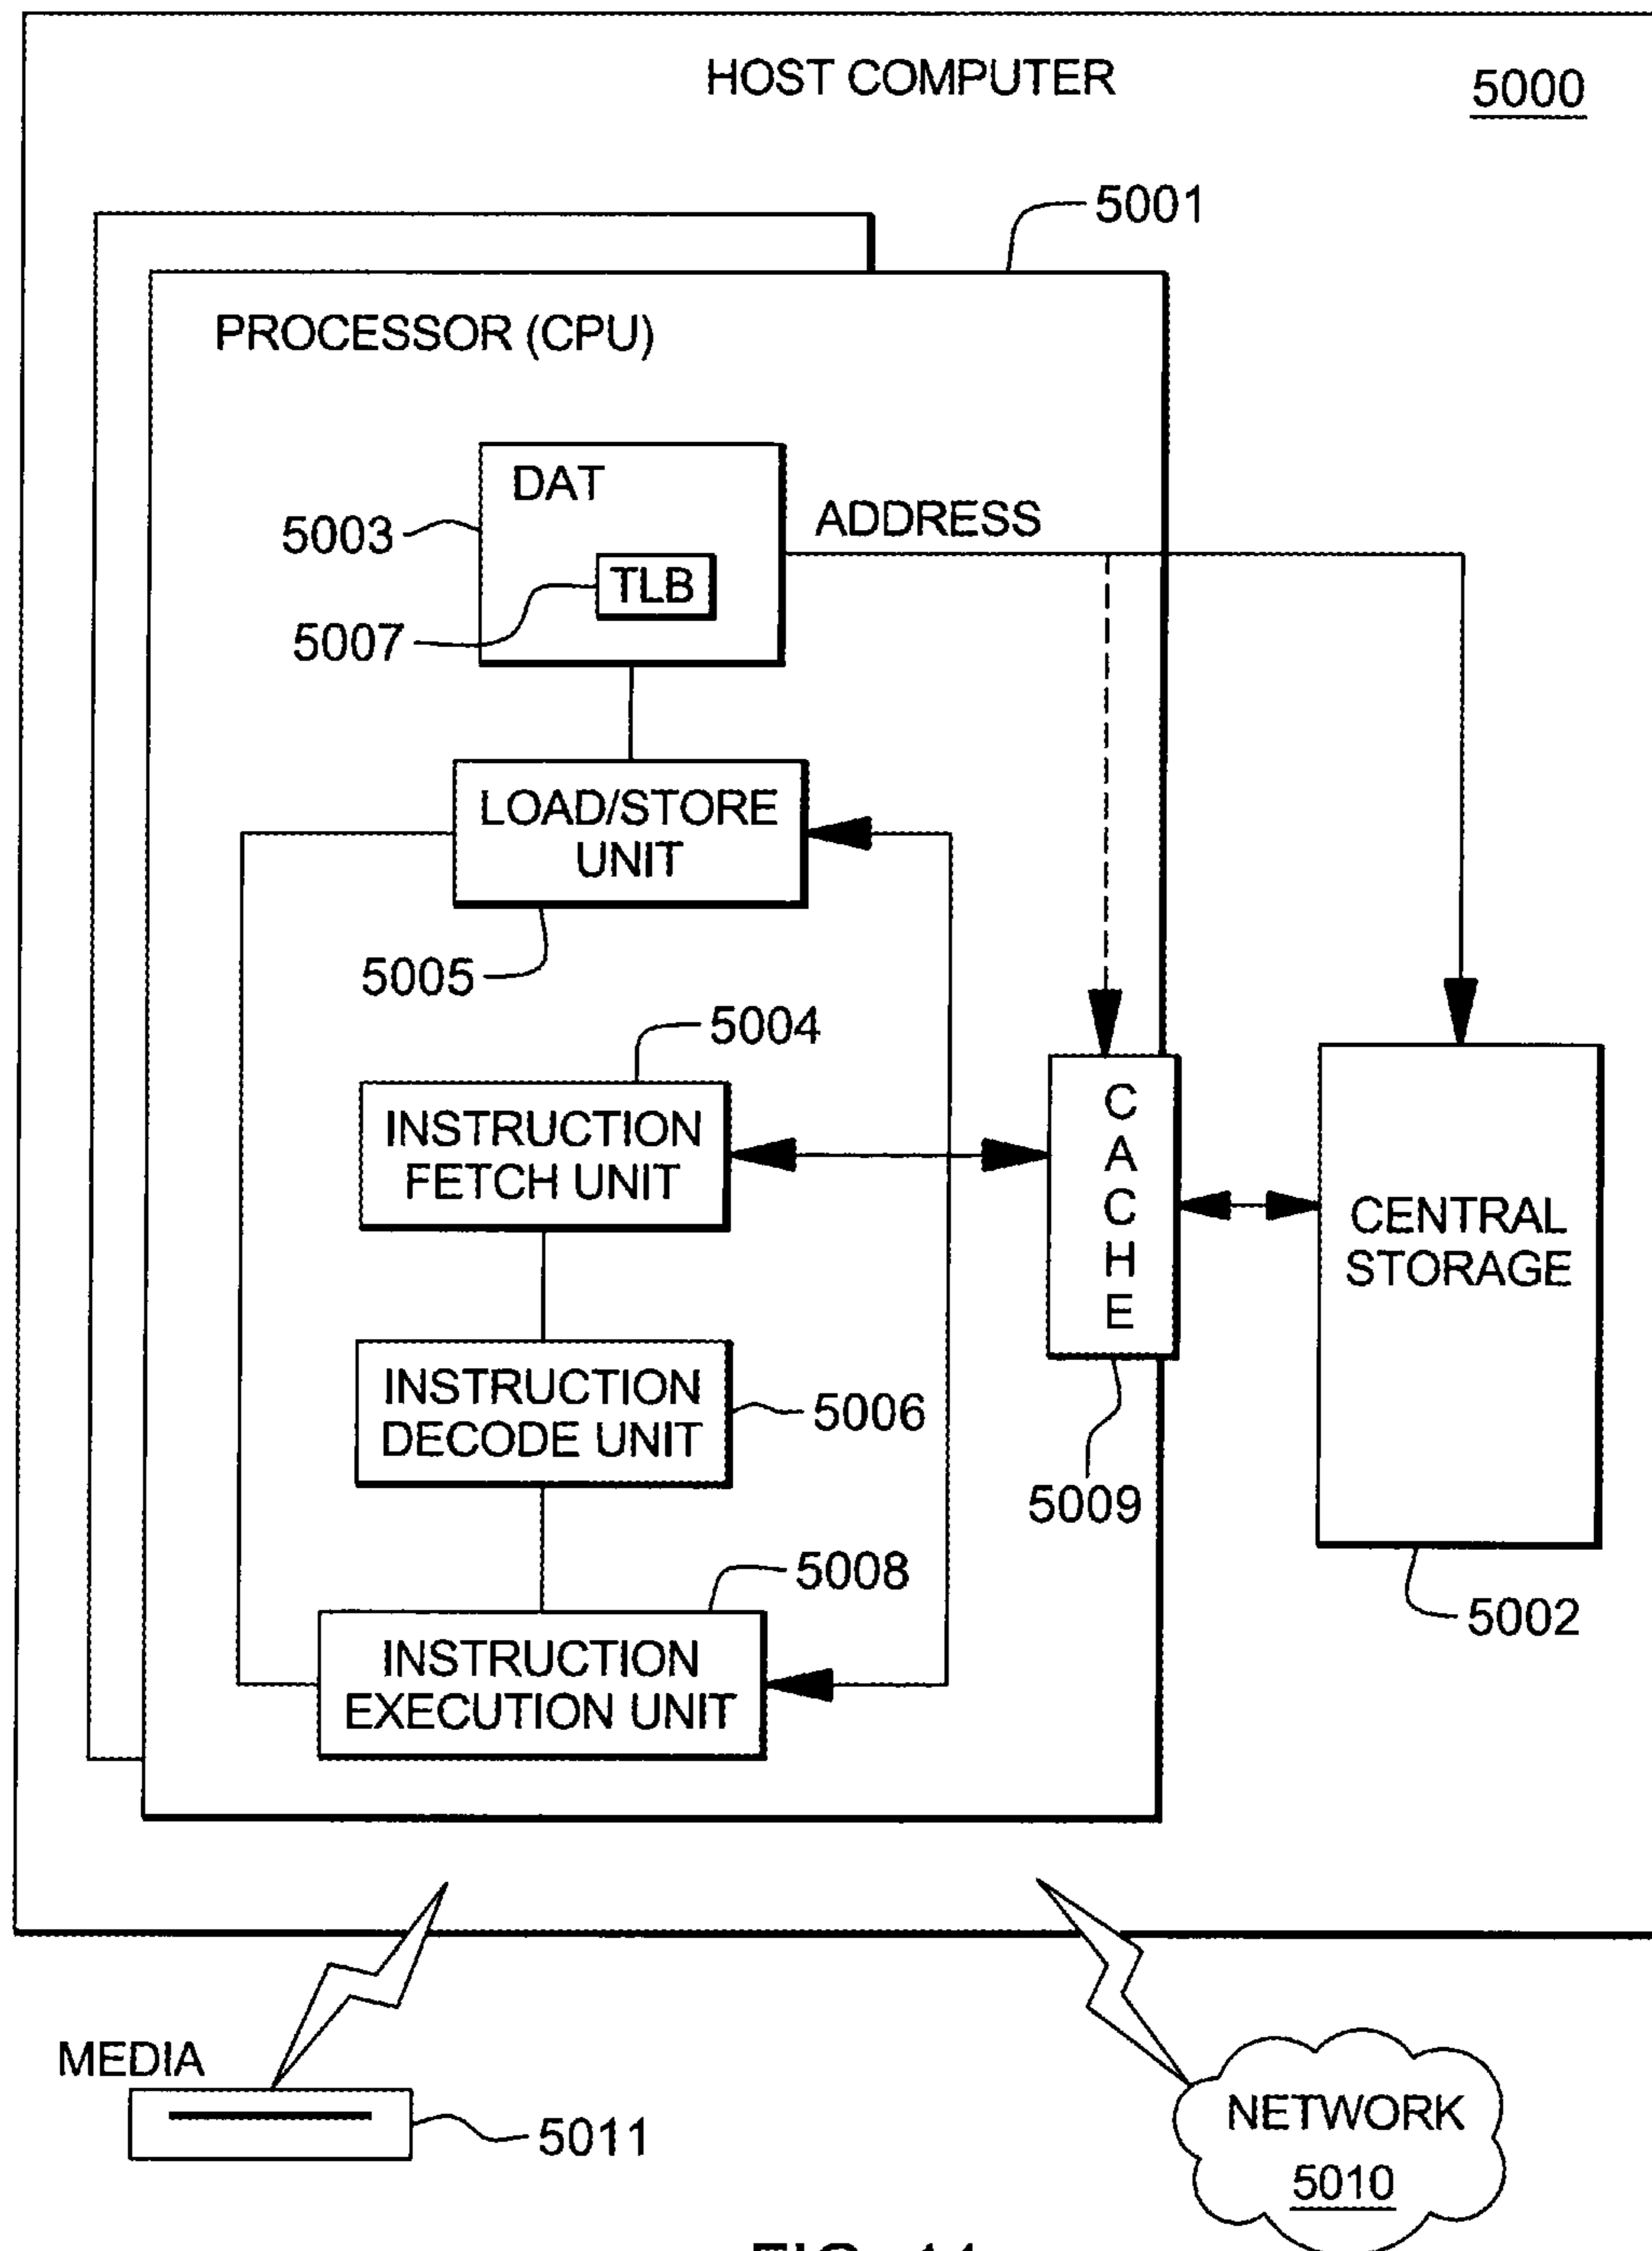 HOST COMPUTER
5000
5001
PROCESSOR (CPU)
DAT
5003
ADDRESS
TLB
5007
LOAD/STORE
UNIT
5005
5004
INSTRUCTION
FETCH UNIT
CACHE
CENTRAL
STORAGE
INSTRUCTION
DECODE UNIT
5006
5009
5008
5002
INSTRUCTION
EXECUTION UNIT
MEDIA
5011
NETWORK
5010